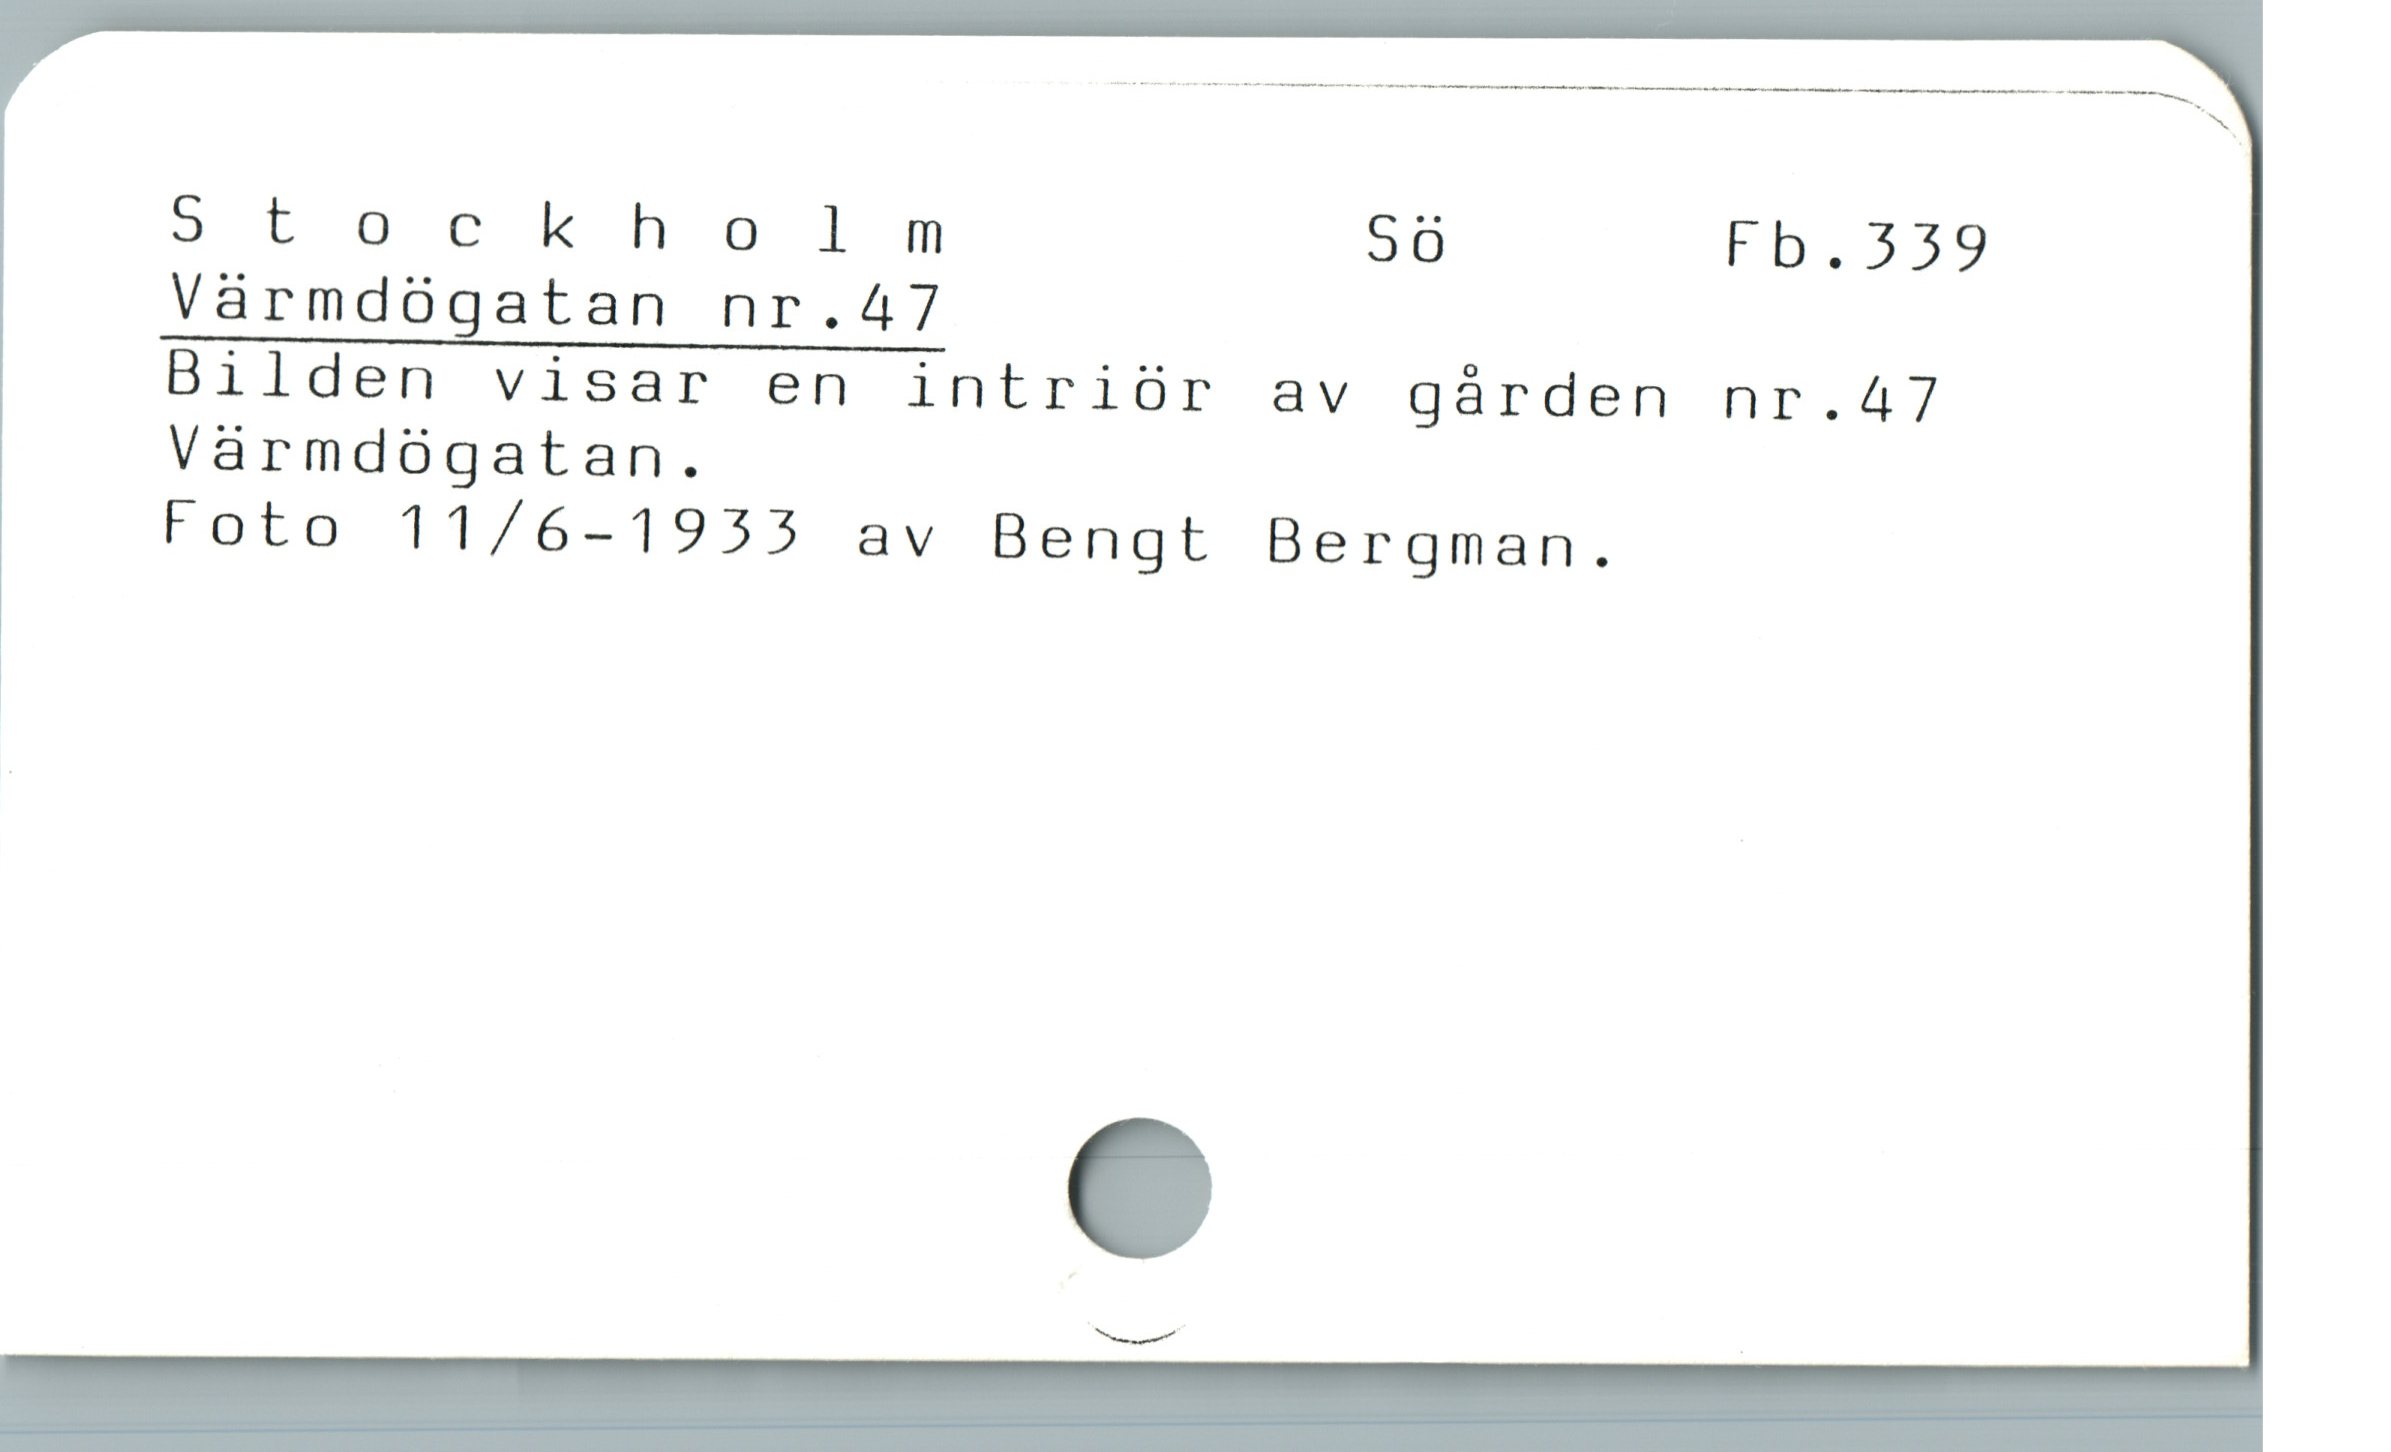 S t o c k h o l m Sö Fb.339
Värmdögatan nr.47
Bilden visar en intriör av gården nr.47
Värmdögatan.
Foto 11/6-1933 av Bengt Bergman.